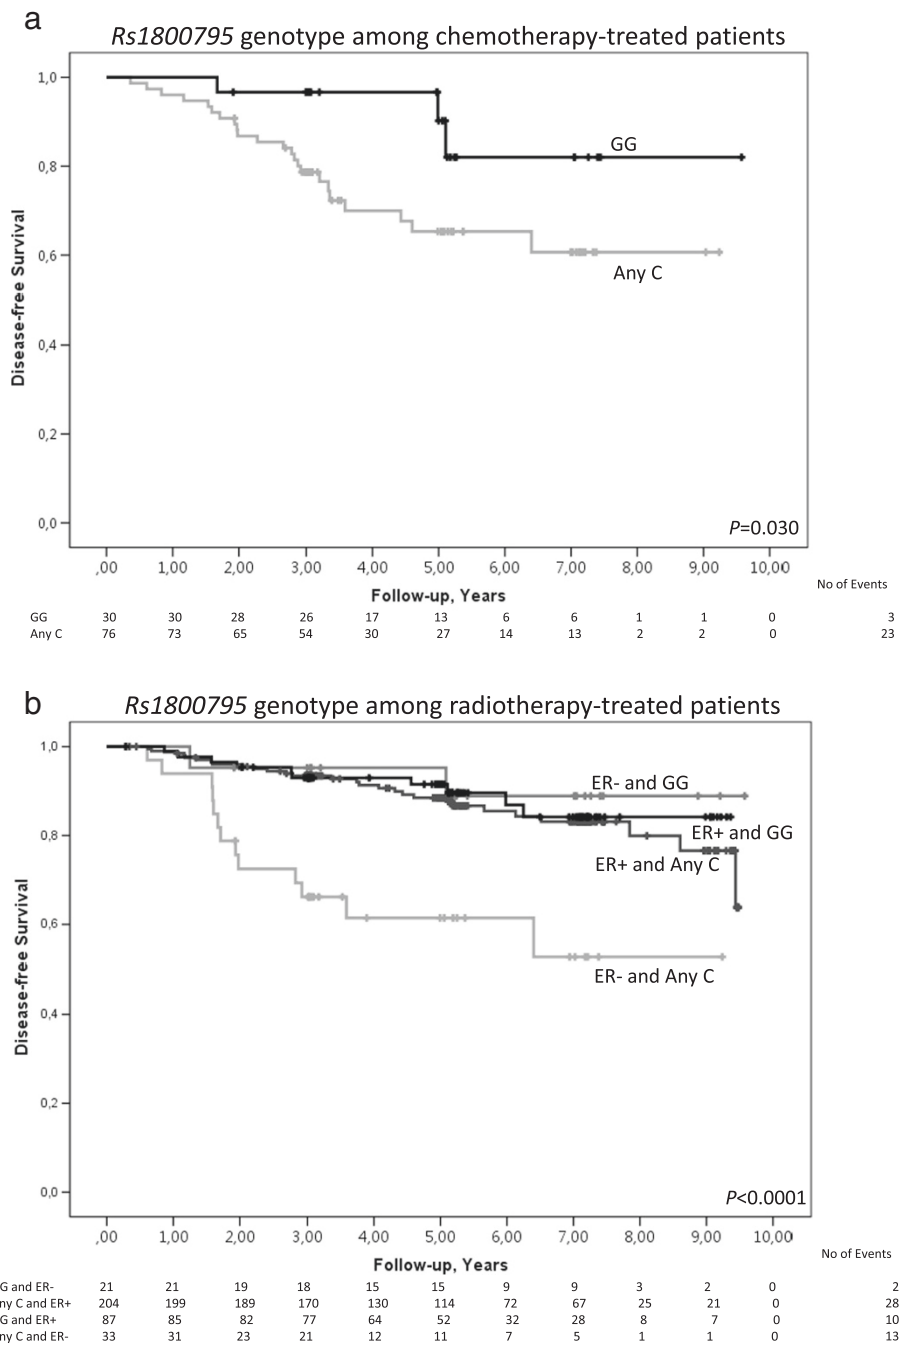 a
Rs1800795 genotype among chemotherapy-treated patients
1,0
0,8
0,6
0,4
0,2
0,0
Disease-free Survival
GG
Any C
P=0.030
,00 1,00 2,00 3,00 4,00 5,00 6,00 7,00 8,00 9,00 10,00
Follow-up, Years
No of Events
GG 30 30 28 26 17 13 6 6 1 1 0 3
Any C 76 73 65 54 30 27 14 13 2 2 0 23
b
Rs1800795 genotype among radiotherapy-treated patients
1,0
0,8
0,6
0,4
0,2
0,0
Disease-free Survival
ER- and GG
ER+ and GG
ER+ and Any C
ER- and Any C
P<0.0001
,00 1,00 2,00 3,00 4,00 5,00 6,00 7,00 8,00 9,00 10,00
Follow-up, Years
No of Events
G and ER- 21 21 19 18 15 15 9 9 3 2 0 2
ny C and ER+ 204 199 189 170 130 114 72 67 25 21 0 28
G and ER+ 87 85 82 77 64 52 32 28 8 7 0 10
ny C and ER- 33 31 23 21 12 11 7 5 1 1 0 13